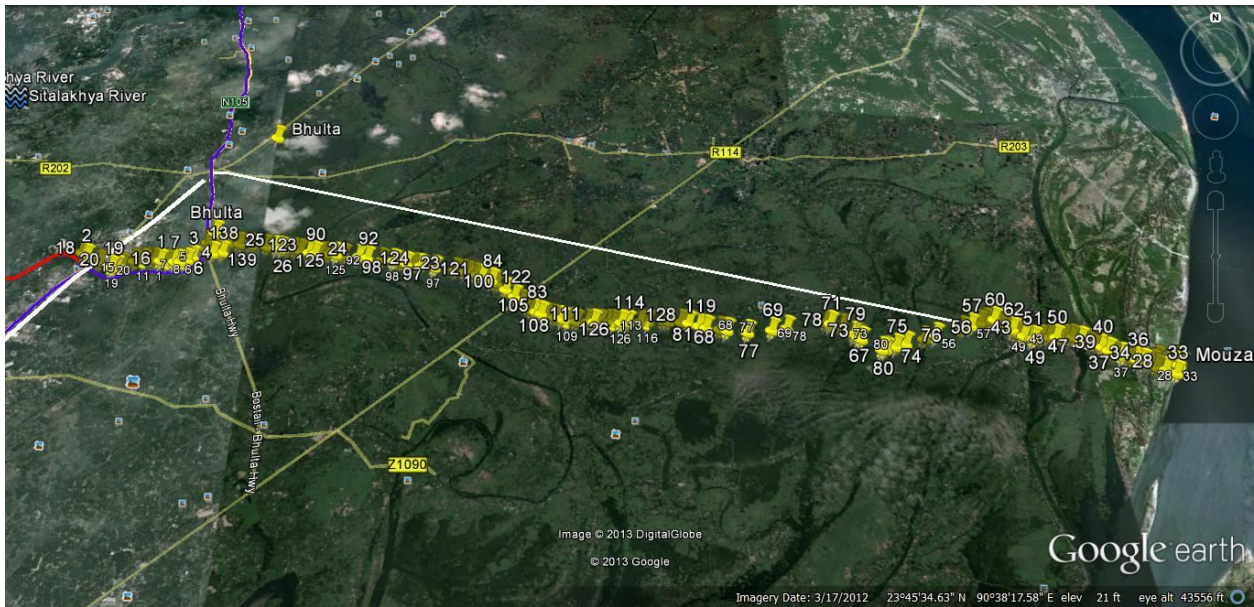 N
hya River
Sitalakhya River
N105
Bhulta
R202
R114
R203
Bhulta
18 2 20 19 15 20 19 16 11 1 7 1 5 8 3 6 4 6 138 139
25 123 26 90 125 24 125 92 92 98 124 98 97 23 97 121 100 84 122 83
105 108 111 109 126 114 113 126 128 116 119 81 68 68 77 77 69 69 78 78
71 79 73 73 67 80 80 75 74 76 56 56 57 57 60 43 62 51 49 43 49 50 47
39 40 37 34 37 36 28 28 33 33 Mouza
Bhulta Hwy
Bostall - Bhulta Hwy
Z1090
Image © 2013 DigitalGlobe
© 2013 Google
Google earth
Imagery Date: 3/17/2012 23°45'34.63" N 90°38'17.58" E elev 21 ft eye alt 43556 ft